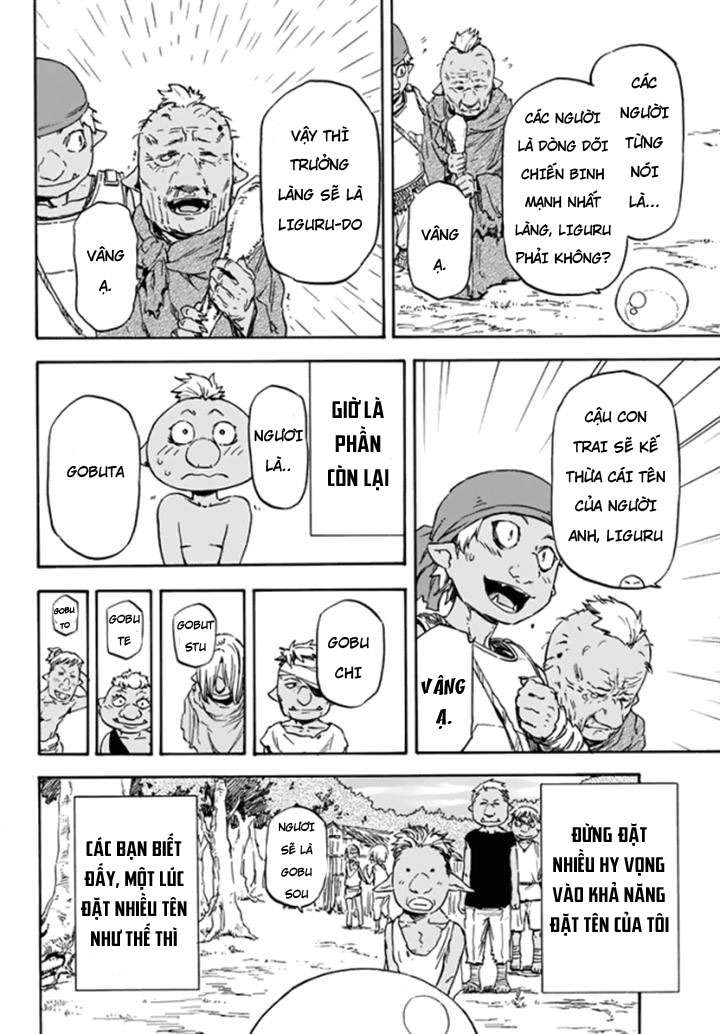 CÁC
NGƯỜI
TỪNG
NÓI
LÀ...
CÁC NGƯỜI
LÀ DÒNG DÕI
CHIẾN BINH
MẠNH NHẤT
LÀNG, LIGURU
PHẢI KHÔNG?
VÂNG
Ạ.
VẬY THÌ
TRƯỞNG
LÀNG SẼ LÀ
LIGURU-DO
VÂNG
Ạ.
CẬU CON
TRAI SẼ KẾ
THỪA CÁI TÊN
CỦA NGƯỜI
ANH, LIGURU
VÂNG
Ạ.
GIỜ LÀ
PHẦN
CÒN LẠI
NGƯƠI
LÀ..
GOBUTA
GOBU
CHI
GOBUT
STU
GOBU
TE
GOBU
TO
ĐỪNG ĐẶT
NHIỀU HY VỌNG
VÀO KHẢ NĂNG
ĐẶT TÊN CỦA TÔI
NGƯƠI
SẼ LÀ
GOBU
SOU
CÁC BẠN BIẾT
ĐẤY, MỘT LÚC
ĐẶT NHIỀU TÊN
NHƯ THẾ THÌ